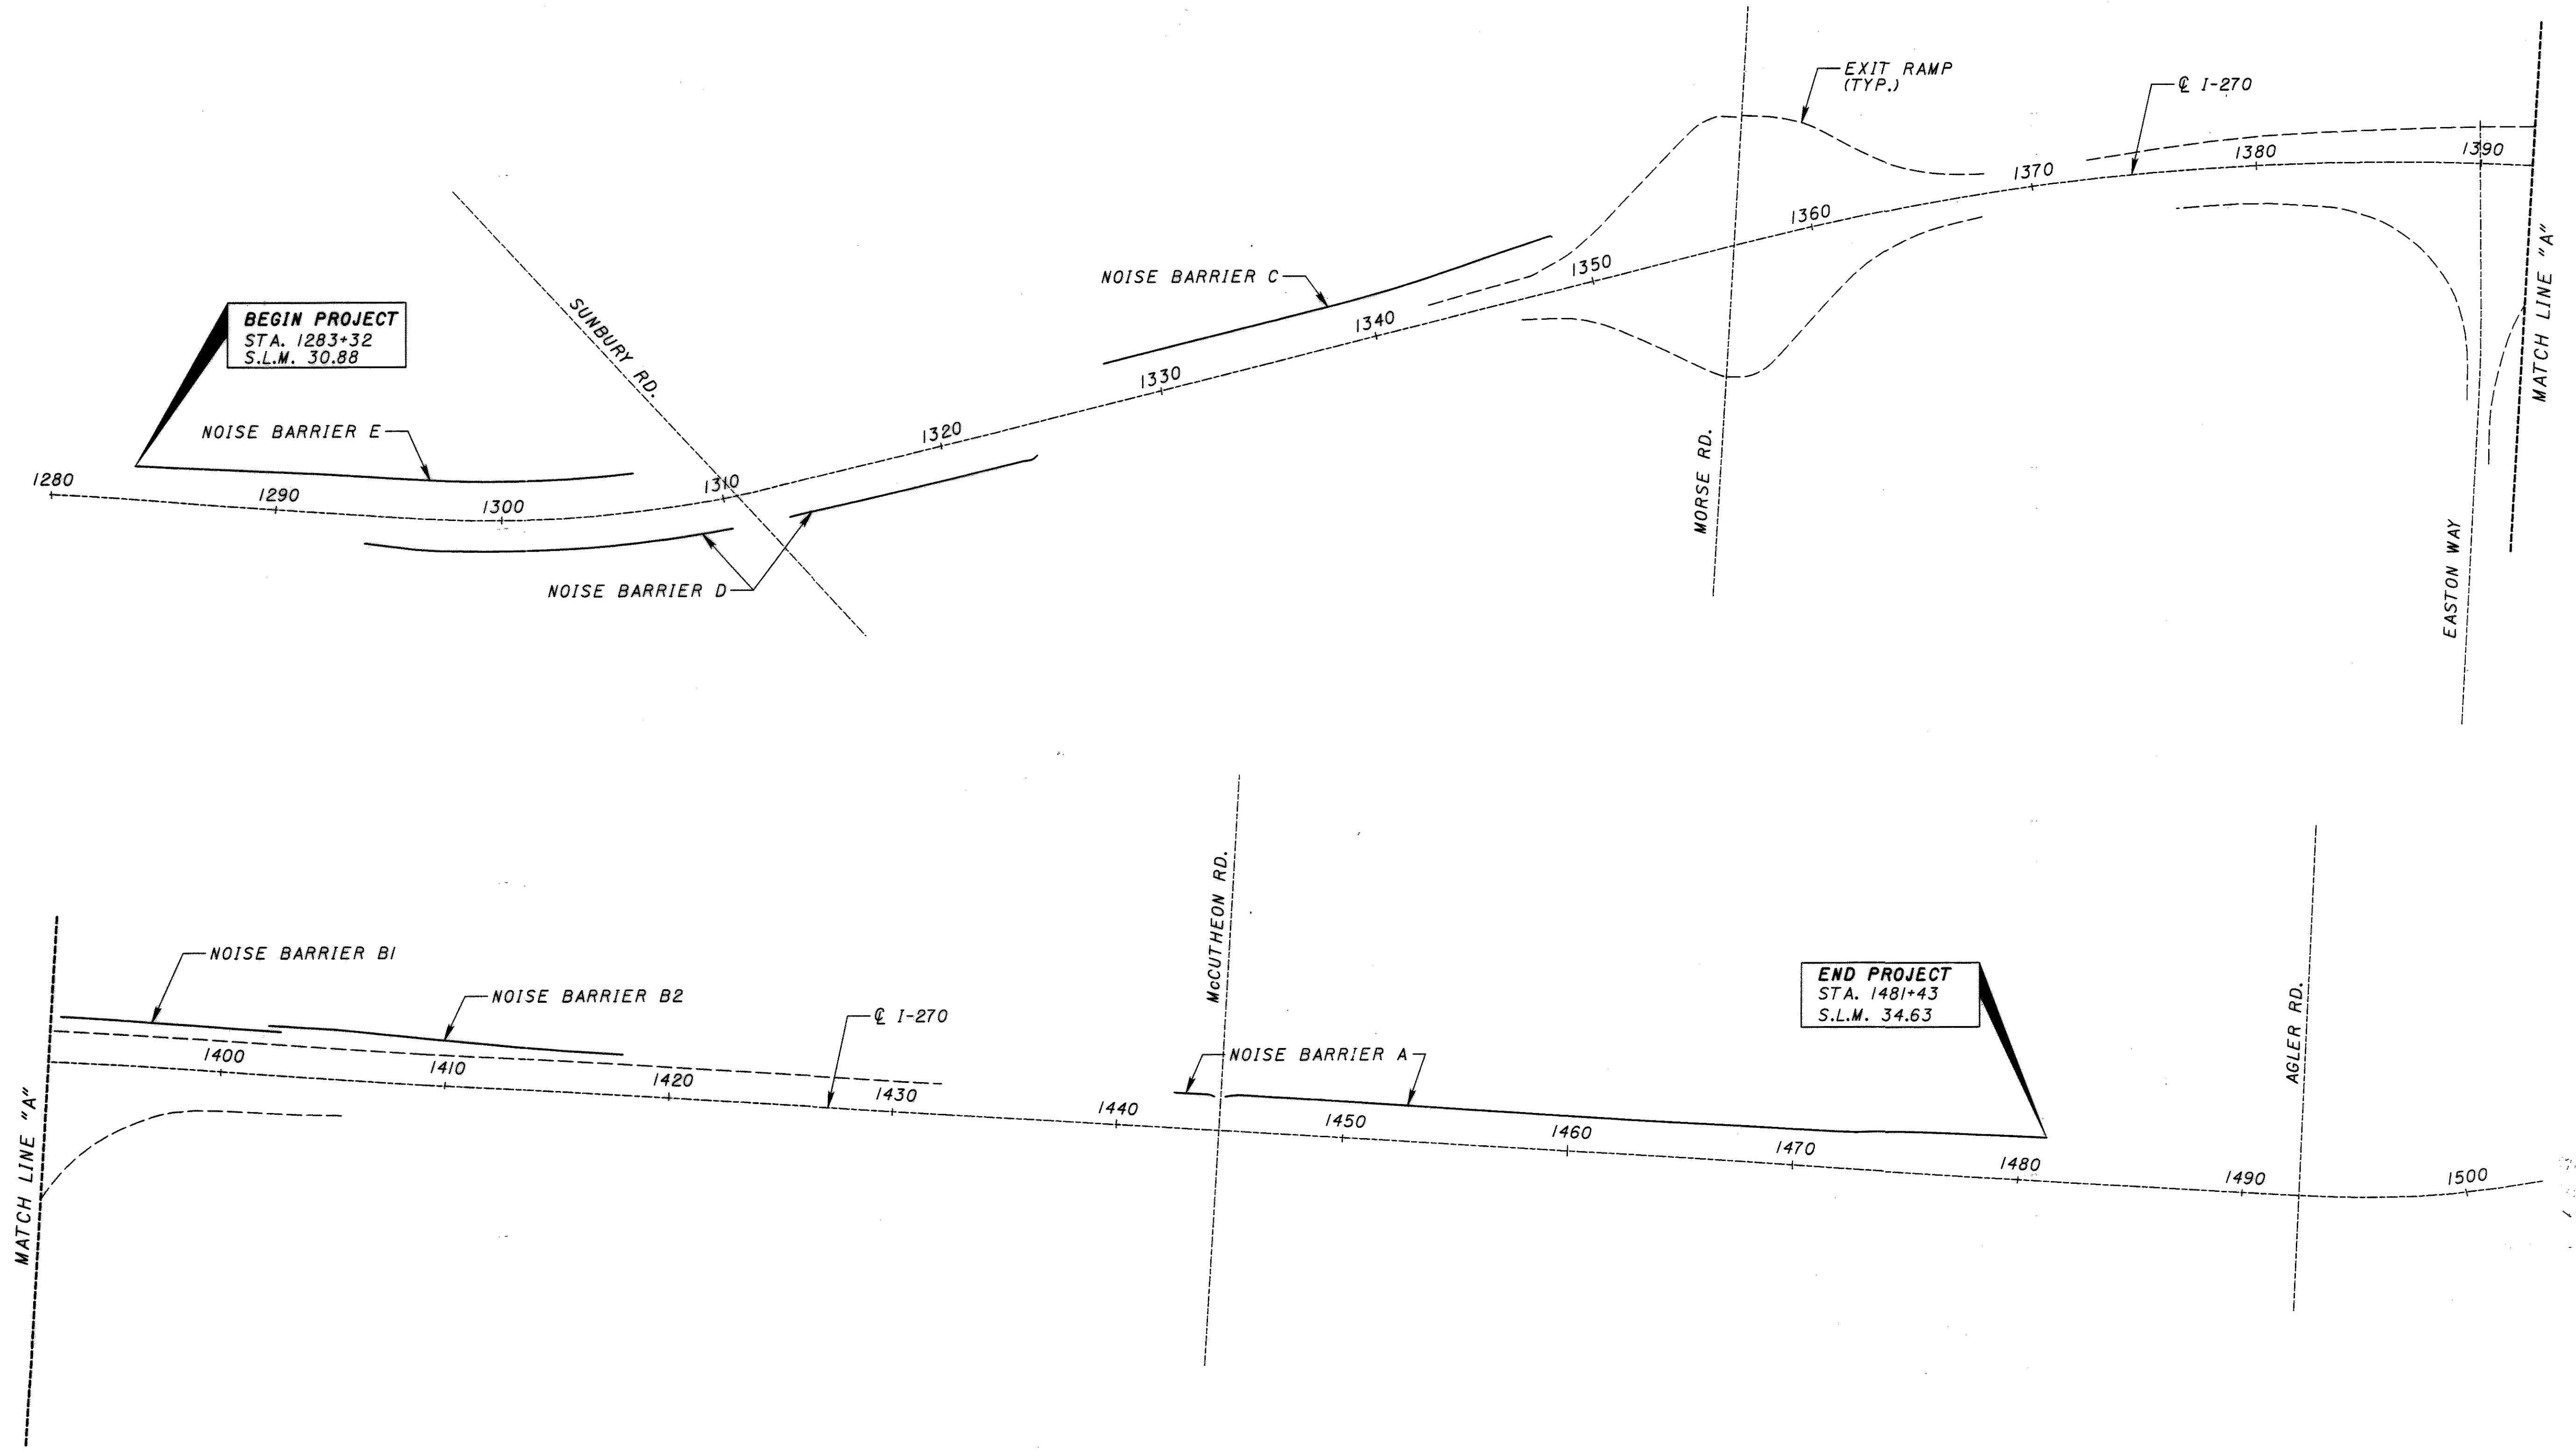 EXIT RAMP
(TYP.)
℄ I-270
1390
1380
1370
1360
1350
1340
1330
1320
1310
1300
1290
1280
NOISE BARRIER C
SUNBURY RD.
BEGIN PROJECT
STA. 1283+32
S.L.M. 30.88
NOISE BARRIER E
NOISE BARRIER D
MORSE RD.
EASTON WAY
MATCH LINE "A"
MATCH LINE "A"
NOISE BARRIER B1
NOISE BARRIER B2
℄ I-270
McCUTHEON RD.
NOISE BARRIER A
END PROJECT
STA. 1481+43
S.L.M. 34.63
AGLER RD.
1400
1410
1420
1430
1440
1450
1460
1470
1480
1490
1500